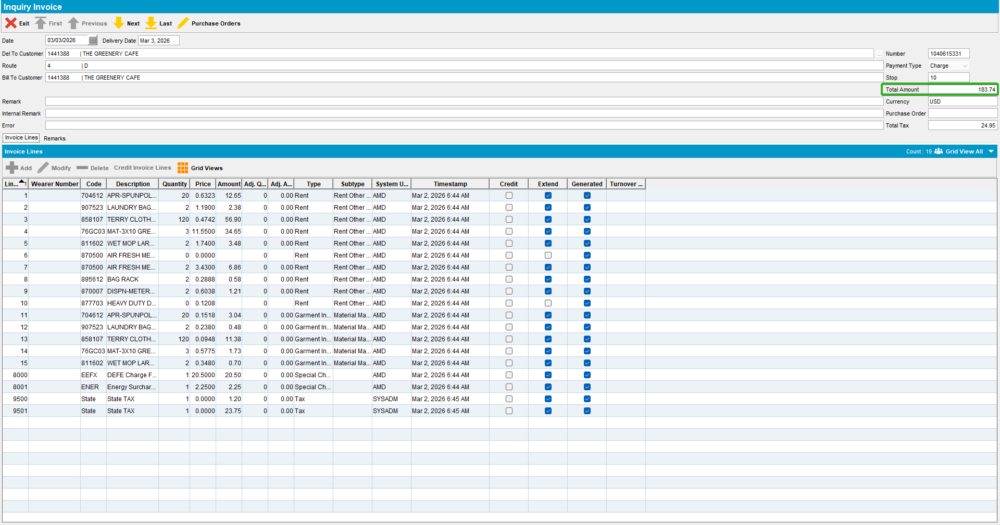 Inquiry Invoice
Exit First Previous Next Last Purchase Orders
Date 03/03/2026 16 Delivery Date Mar 3, 2026
Del To Customer 1441388 | THE GREENERY CAFE ... Number 1040615331
Route 4 | D Payment Type Charge
Bill To Customer 1441388 | THE GREENERY CAFE Stop 10
Total Amount 183.74
Remark Currency USD
Internal Remark Purchase Order
Error Total Tax 24.95
Invoice Lines Remarks
Invoice Lines Count : 19 Grid View All
Add Modify Delete Credit Invoice Lines Grid Views
Lin... 1 Wearer Number Code Description Quantity Price Amount Adj. Q... Adj. A... Type Subtype System U... Timestamp Credit Extend Generated Turnover ...
1 704612 APR-SPUNPOL... 20 0.6323 12.65 0 0.00 Rent Rent Other ... AMD Mar 2, 2026 6:44 AM
2 907523 LAUNDRY BAG... 2 1.1900 2.38 0 0.00 Rent Rent Other ... AMD Mar 2, 2026 6:44 AM
3 858107 TERRY CLOTH... 120 0.4742 56.90 0 0.00 Rent Rent Other ... AMD Mar 2, 2026 6:44 AM
4 76GC03 MAT-3X10 GRE... 3 11.5500 34.65 0 0.00 Rent Rent Other ... AMD Mar 2, 2026 6:44 AM
5 811602 WET MOP LAR... 2 1.7400 3.48 0 0.00 Rent Rent Other ... AMD Mar 2, 2026 6:44 AM
6 870500 AIR FRESH ME... 0 0.0000 0 Rent Rent Other ... AMD Mar 2, 2026 6:44 AM
7 870500 AIR FRESH ME... 2 3.4300 6.86 0 0.00 Rent Rent Other ... AMD Mar 2, 2026 6:44 AM
8 895612 BAG RACK 2 0.2888 0.58 0 0.00 Rent Rent Other ... AMD Mar 2, 2026 6:44 AM
9 870007 DISPN-METER... 2 0.6038 1.21 0 0.00 Rent Rent Other ... AMD Mar 2, 2026 6:44 AM
10 877703 HEAVY DUTY D... 0 0.1208 0 Rent Rent Other ... AMD Mar 2, 2026 6:44 AM
11 704612 APR-SPUNPOL... 20 0.1518 3.04 0 0.00 Garment In... Material Ma... AMD Mar 2, 2026 6:44 AM
12 907523 LAUNDRY BAG... 2 0.2380 0.48 0 0.00 Garment In... Material Ma... AMD Mar 2, 2026 6:44 AM
13 858107 TERRY CLOTH... 120 0.0948 11.38 0 0.00 Garment In... Material Ma... AMD Mar 2, 2026 6:44 AM
14 76GC03 MAT-3X10 GRE... 3 0.5775 1.73 0 0.00 Garment In... Material Ma... AMD Mar 2, 2026 6:44 AM
15 811602 WET MOP LAR... 2 0.3480 0.70 0 0.00 Garment In... Material Ma... AMD Mar 2, 2026 6:44 AM
8000 EEFX DEFE Charge F... 1 20.5000 20.50 0 0.00 Special Ch... AMD Mar 2, 2026 6:44 AM
8001 ENER Energy Surchar... 1 2.2500 2.25 0 0.00 Special Ch... AMD Mar 2, 2026 6:44 AM
9500 State State TAX 1 0.0000 1.20 0 0.00 Tax SYSADM Mar 2, 2026 6:45 AM
9501 State State TAX 1 0.0000 23.75 0 0.00 Tax SYSADM Mar 2, 2026 6:45 AM